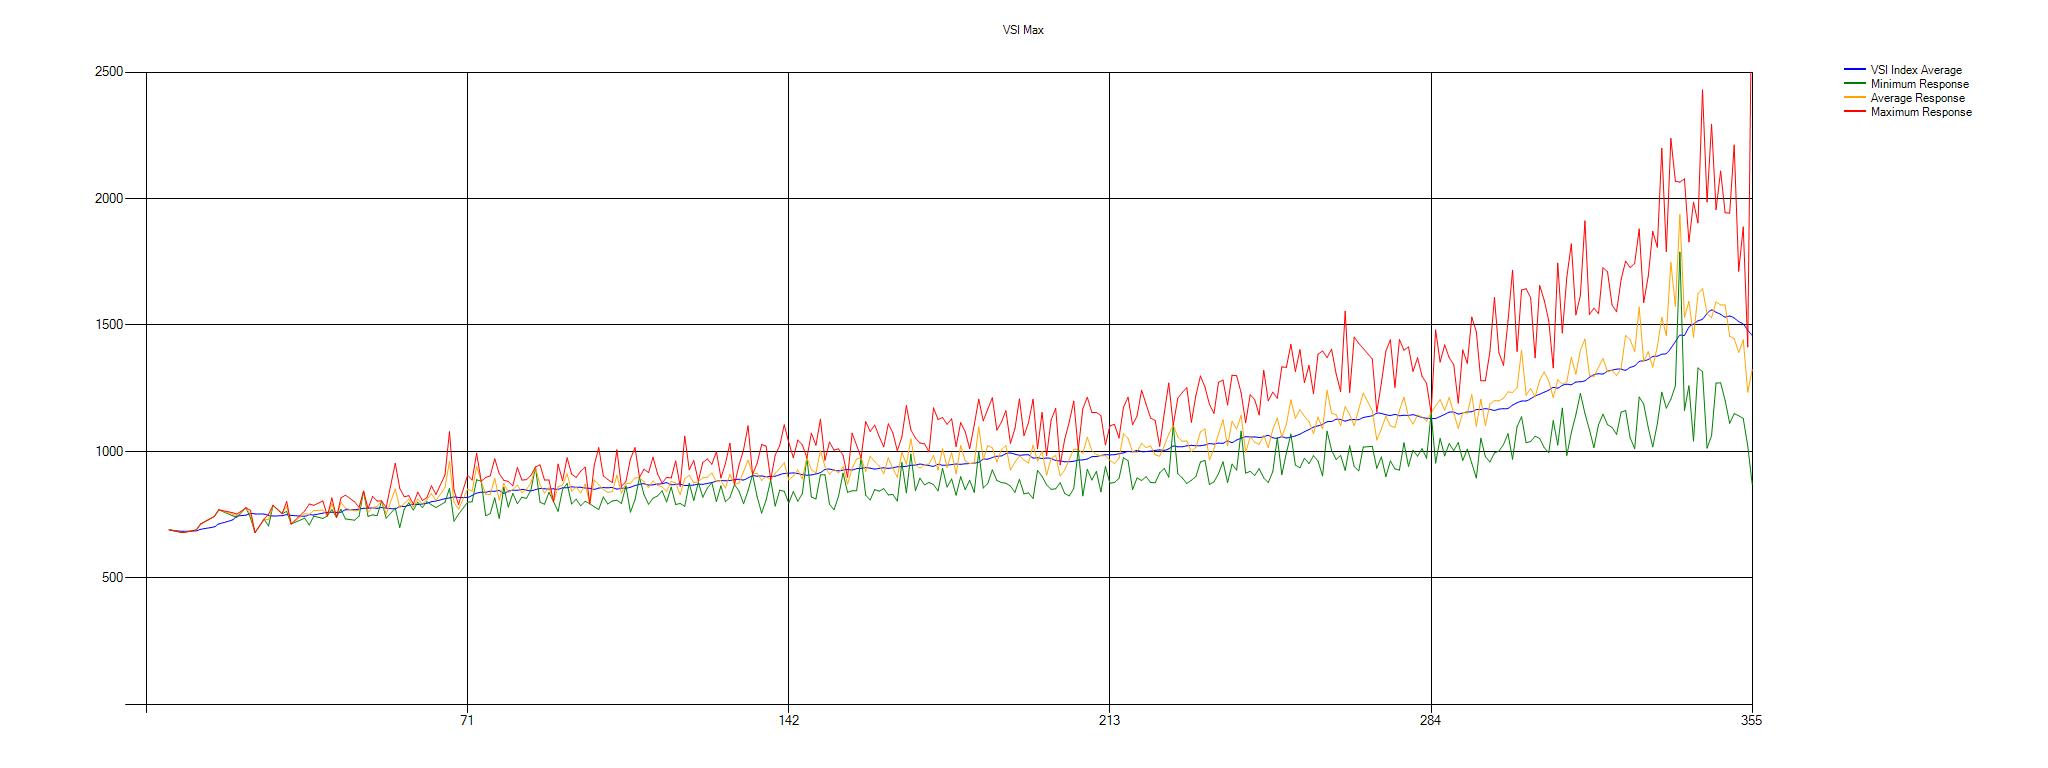 VSI Max
2500
2000
1500
1000
500
71 142 213 284 355
VSI Index Average
Minimum Response
Average Response
Maximum Response